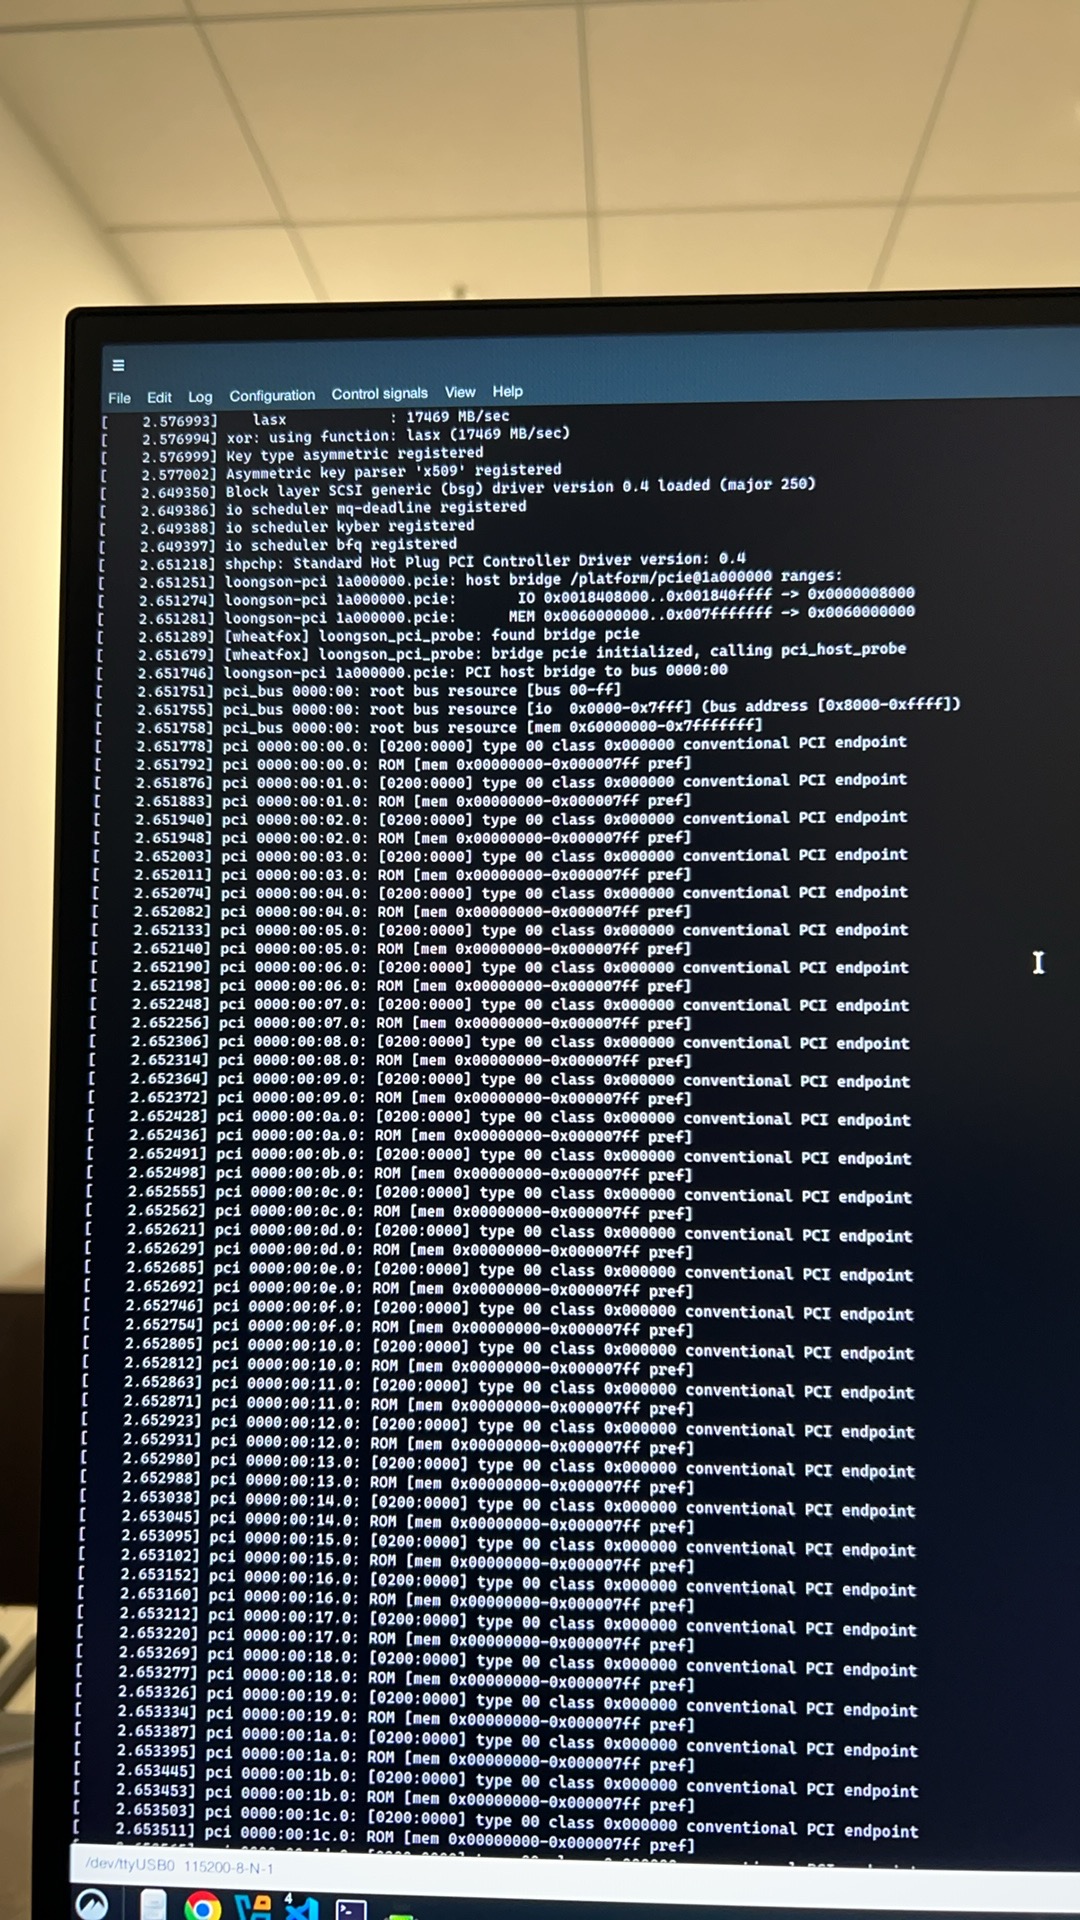 File Edit Log Configuration Control signals View Help
[    2.576993]    lasx            : 17469 MB/sec
[    2.576994] xor: using function: lasx (17469 MB/sec)
[    2.576999] Key type asymmetric registered
[    2.577002] Asymmetric key parser 'x509' registered
[    2.649350] Block layer SCSI generic (bsg) driver version 0.4 loaded (major 250)
[    2.649386] io scheduler mq-deadline registered
[    2.649388] io scheduler kyber registered
[    2.649397] io scheduler bfq registered
[    2.651218] shpchp: Standard Hot Plug PCI Controller Driver version: 0.4
[    2.651251] loongson-pci 1a000000.pcie: host bridge /platform/pcie@1a000000 ranges:
[    2.651274] loongson-pci 1a000000.pcie:       IO 0x0018408000..0x001840ffff -> 0x0000008000
[    2.651281] loongson-pci 1a000000.pcie:      MEM 0x0060000000..0x007fffffff -> 0x0060000000
[    2.651289] [wheatfox] loongson_pci_probe: found bridge pcie
[    2.651679] [wheatfox] loongson_pci_probe: bridge pcie initialized, calling pci_host_probe
[    2.651746] loongson-pci 1a000000.pcie: PCI host bridge to bus 0000:00
[    2.651751] pci_bus 0000:00: root bus resource [bus 00-ff]
[    2.651755] pci_bus 0000:00: root bus resource [io  0x0000-0x7fff] (bus address [0x8000-0xffff])
[    2.651758] pci_bus 0000:00: root bus resource [mem 0x60000000-0x7fffffff]
[    2.651778] pci 0000:00:00.0: [0200:0000] type 00 class 0x000000 conventional PCI endpoint
[    2.651792] pci 0000:00:00.0: ROM [mem 0x00000000-0x000007ff pref]
[    2.651876] pci 0000:00:01.0: [0200:0000] type 00 class 0x000000 conventional PCI endpoint
[    2.651883] pci 0000:00:01.0: ROM [mem 0x00000000-0x000007ff pref]
[    2.651940] pci 0000:00:02.0: [0200:0000] type 00 class 0x000000 conventional PCI endpoint
[    2.651948] pci 0000:00:02.0: ROM [mem 0x00000000-0x000007ff pref]
[    2.652003] pci 0000:00:03.0: [0200:0000] type 00 class 0x000000 conventional PCI endpoint
[    2.652011] pci 0000:00:03.0: ROM [mem 0x00000000-0x000007ff pref]
[    2.652074] pci 0000:00:04.0: [0200:0000] type 00 class 0x000000 conventional PCI endpoint
[    2.652082] pci 0000:00:04.0: ROM [mem 0x00000000-0x000007ff pref]
[    2.652133] pci 0000:00:05.0: [0200:0000] type 00 class 0x000000 conventional PCI endpoint
[    2.652140] pci 0000:00:05.0: ROM [mem 0x00000000-0x000007ff pref]
[    2.652190] pci 0000:00:06.0: [0200:0000] type 00 class 0x000000 conventional PCI endpoint
[    2.652198] pci 0000:00:06.0: ROM [mem 0x00000000-0x000007ff pref]
[    2.652248] pci 0000:00:07.0: [0200:0000] type 00 class 0x000000 conventional PCI endpoint
[    2.652256] pci 0000:00:07.0: ROM [mem 0x00000000-0x000007ff pref]
[    2.652306] pci 0000:00:08.0: [0200:0000] type 00 class 0x000000 conventional PCI endpoint
[    2.652314] pci 0000:00:08.0: ROM [mem 0x00000000-0x000007ff pref]
[    2.652364] pci 0000:00:09.0: [0200:0000] type 00 class 0x000000 conventional PCI endpoint
[    2.652372] pci 0000:00:09.0: ROM [mem 0x00000000-0x000007ff pref]
[    2.652428] pci 0000:00:0a.0: [0200:0000] type 00 class 0x000000 conventional PCI endpoint
[    2.652436] pci 0000:00:0a.0: ROM [mem 0x00000000-0x000007ff pref]
[    2.652491] pci 0000:00:0b.0: [0200:0000] type 00 class 0x000000 conventional PCI endpoint
[    2.652498] pci 0000:00:0b.0: ROM [mem 0x00000000-0x000007ff pref]
[    2.652555] pci 0000:00:0c.0: [0200:0000] type 00 class 0x000000 conventional PCI endpoint
[    2.652562] pci 0000:00:0c.0: ROM [mem 0x00000000-0x000007ff pref]
[    2.652621] pci 0000:00:0d.0: [0200:0000] type 00 class 0x000000 conventional PCI endpoint
[    2.652629] pci 0000:00:0d.0: ROM [mem 0x00000000-0x000007ff pref]
[    2.652685] pci 0000:00:0e.0: [0200:0000] type 00 class 0x000000 conventional PCI endpoint
[    2.652692] pci 0000:00:0e.0: ROM [mem 0x00000000-0x000007ff pref]
[    2.652746] pci 0000:00:0f.0: [0200:0000] type 00 class 0x000000 conventional PCI endpoint
[    2.652754] pci 0000:00:0f.0: ROM [mem 0x00000000-0x000007ff pref]
[    2.652805] pci 0000:00:10.0: [0200:0000] type 00 class 0x000000 conventional PCI endpoint
[    2.652812] pci 0000:00:10.0: ROM [mem 0x00000000-0x000007ff pref]
[    2.652863] pci 0000:00:11.0: [0200:0000] type 00 class 0x000000 conventional PCI endpoint
[    2.652871] pci 0000:00:11.0: ROM [mem 0x00000000-0x000007ff pref]
[    2.652923] pci 0000:00:12.0: [0200:0000] type 00 class 0x000000 conventional PCI endpoint
[    2.652931] pci 0000:00:12.0: ROM [mem 0x00000000-0x000007ff pref]
[    2.652980] pci 0000:00:13.0: [0200:0000] type 00 class 0x000000 conventional PCI endpoint
[    2.652988] pci 0000:00:13.0: ROM [mem 0x00000000-0x000007ff pref]
[    2.653038] pci 0000:00:14.0: [0200:0000] type 00 class 0x000000 conventional PCI endpoint
[    2.653045] pci 0000:00:14.0: ROM [mem 0x00000000-0x000007ff pref]
[    2.653095] pci 0000:00:15.0: [0200:0000] type 00 class 0x000000 conventional PCI endpoint
[    2.653102] pci 0000:00:15.0: ROM [mem 0x00000000-0x000007ff pref]
[    2.653152] pci 0000:00:16.0: [0200:0000] type 00 class 0x000000 conventional PCI endpoint
[    2.653160] pci 0000:00:16.0: ROM [mem 0x00000000-0x000007ff pref]
[    2.653212] pci 0000:00:17.0: [0200:0000] type 00 class 0x000000 conventional PCI endpoint
[    2.653220] pci 0000:00:17.0: ROM [mem 0x00000000-0x000007ff pref]
[    2.653269] pci 0000:00:18.0: [0200:0000] type 00 class 0x000000 conventional PCI endpoint
[    2.653277] pci 0000:00:18.0: ROM [mem 0x00000000-0x000007ff pref]
[    2.653326] pci 0000:00:19.0: [0200:0000] type 00 class 0x000000 conventional PCI endpoint
[    2.653334] pci 0000:00:19.0: ROM [mem 0x00000000-0x000007ff pref]
[    2.653387] pci 0000:00:1a.0: [0200:0000] type 00 class 0x000000 conventional PCI endpoint
[    2.653395] pci 0000:00:1a.0: ROM [mem 0x00000000-0x000007ff pref]
[    2.653445] pci 0000:00:1b.0: [0200:0000] type 00 class 0x000000 conventional PCI endpoint
[    2.653453] pci 0000:00:1b.0: ROM [mem 0x00000000-0x000007ff pref]
[    2.653503] pci 0000:00:1c.0: [0200:0000] type 00 class 0x000000 conventional PCI endpoint
[    2.653511] pci 0000:00:1c.0: ROM [mem 0x00000000-0x000007ff pref]
/dev/ttyUSB0 115200-8-N-1
4